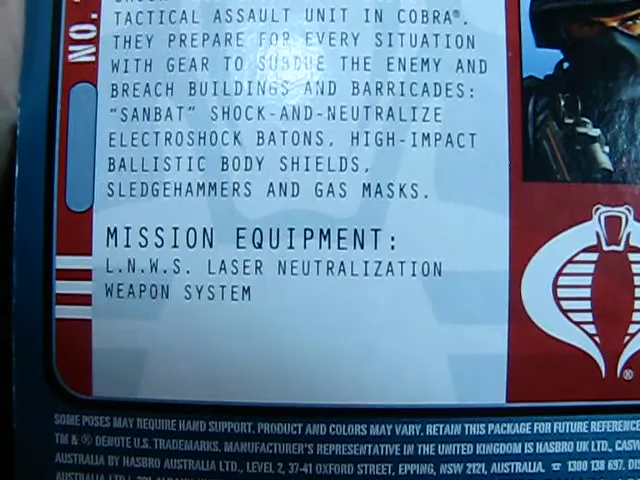 NO.
TACTICAL ASSAULT UNIT IN COBRA®.
THEY PREPARE FOR EVERY SITUATION
WITH GEAR TO SUBDUE THE ENEMY AND
BREACH BUILDINGS AND BARRICADES:
"SANBAT" SHOCK-AND-NEUTRALIZE
ELECTROSHOCK BATONS, HIGH-IMPACT
BALLISTIC BODY SHIELDS,
SLEDGEHAMMERS AND GAS MASKS.
MISSION EQUIPMENT:
L.N.W.S. LASER NEUTRALIZATION
WEAPON SYSTEM
®
SOME POSES MAY REQUIRE HAND SUPPORT. PRODUCT AND COLORS MAY VARY. RETAIN THIS PACKAGE FOR FUTURE REFERENCE
TM & ® DENOTE U.S. TRADEMARKS. MANUFACTURER'S REPRESENTATIVE IN THE UNITED KINGDOM IS HASBRO UK LTD., CASW
AUSTRALIA BY HASBRO AUSTRALIA LTD., LEVEL 2, 37-41 OXFORD STREET, EPPING, NSW 2121, AUSTRALIA. ☎ 1300 138 697. DIS